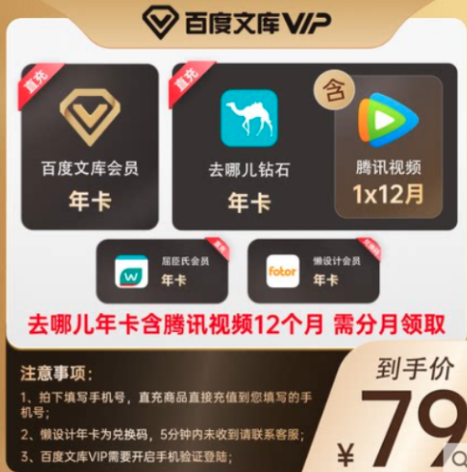 百度文库VIP
直充
直充
含
百度文库会员
年卡
去哪儿钻石
年卡
腾讯视频
1x12月
直充
屈臣氏会员
年卡
fotor
懒设计会员
年卡
去哪儿年卡含腾讯视频12个月 需分月领取
注意事项：
1、拍下填写手机号，直充商品直接充值到您填写的手
机号；
2、懒设计年卡为兑换码，5分钟内未收到请联系客服；
3、百度文库VIP需要开启手机验证登陆；
到手价
¥79